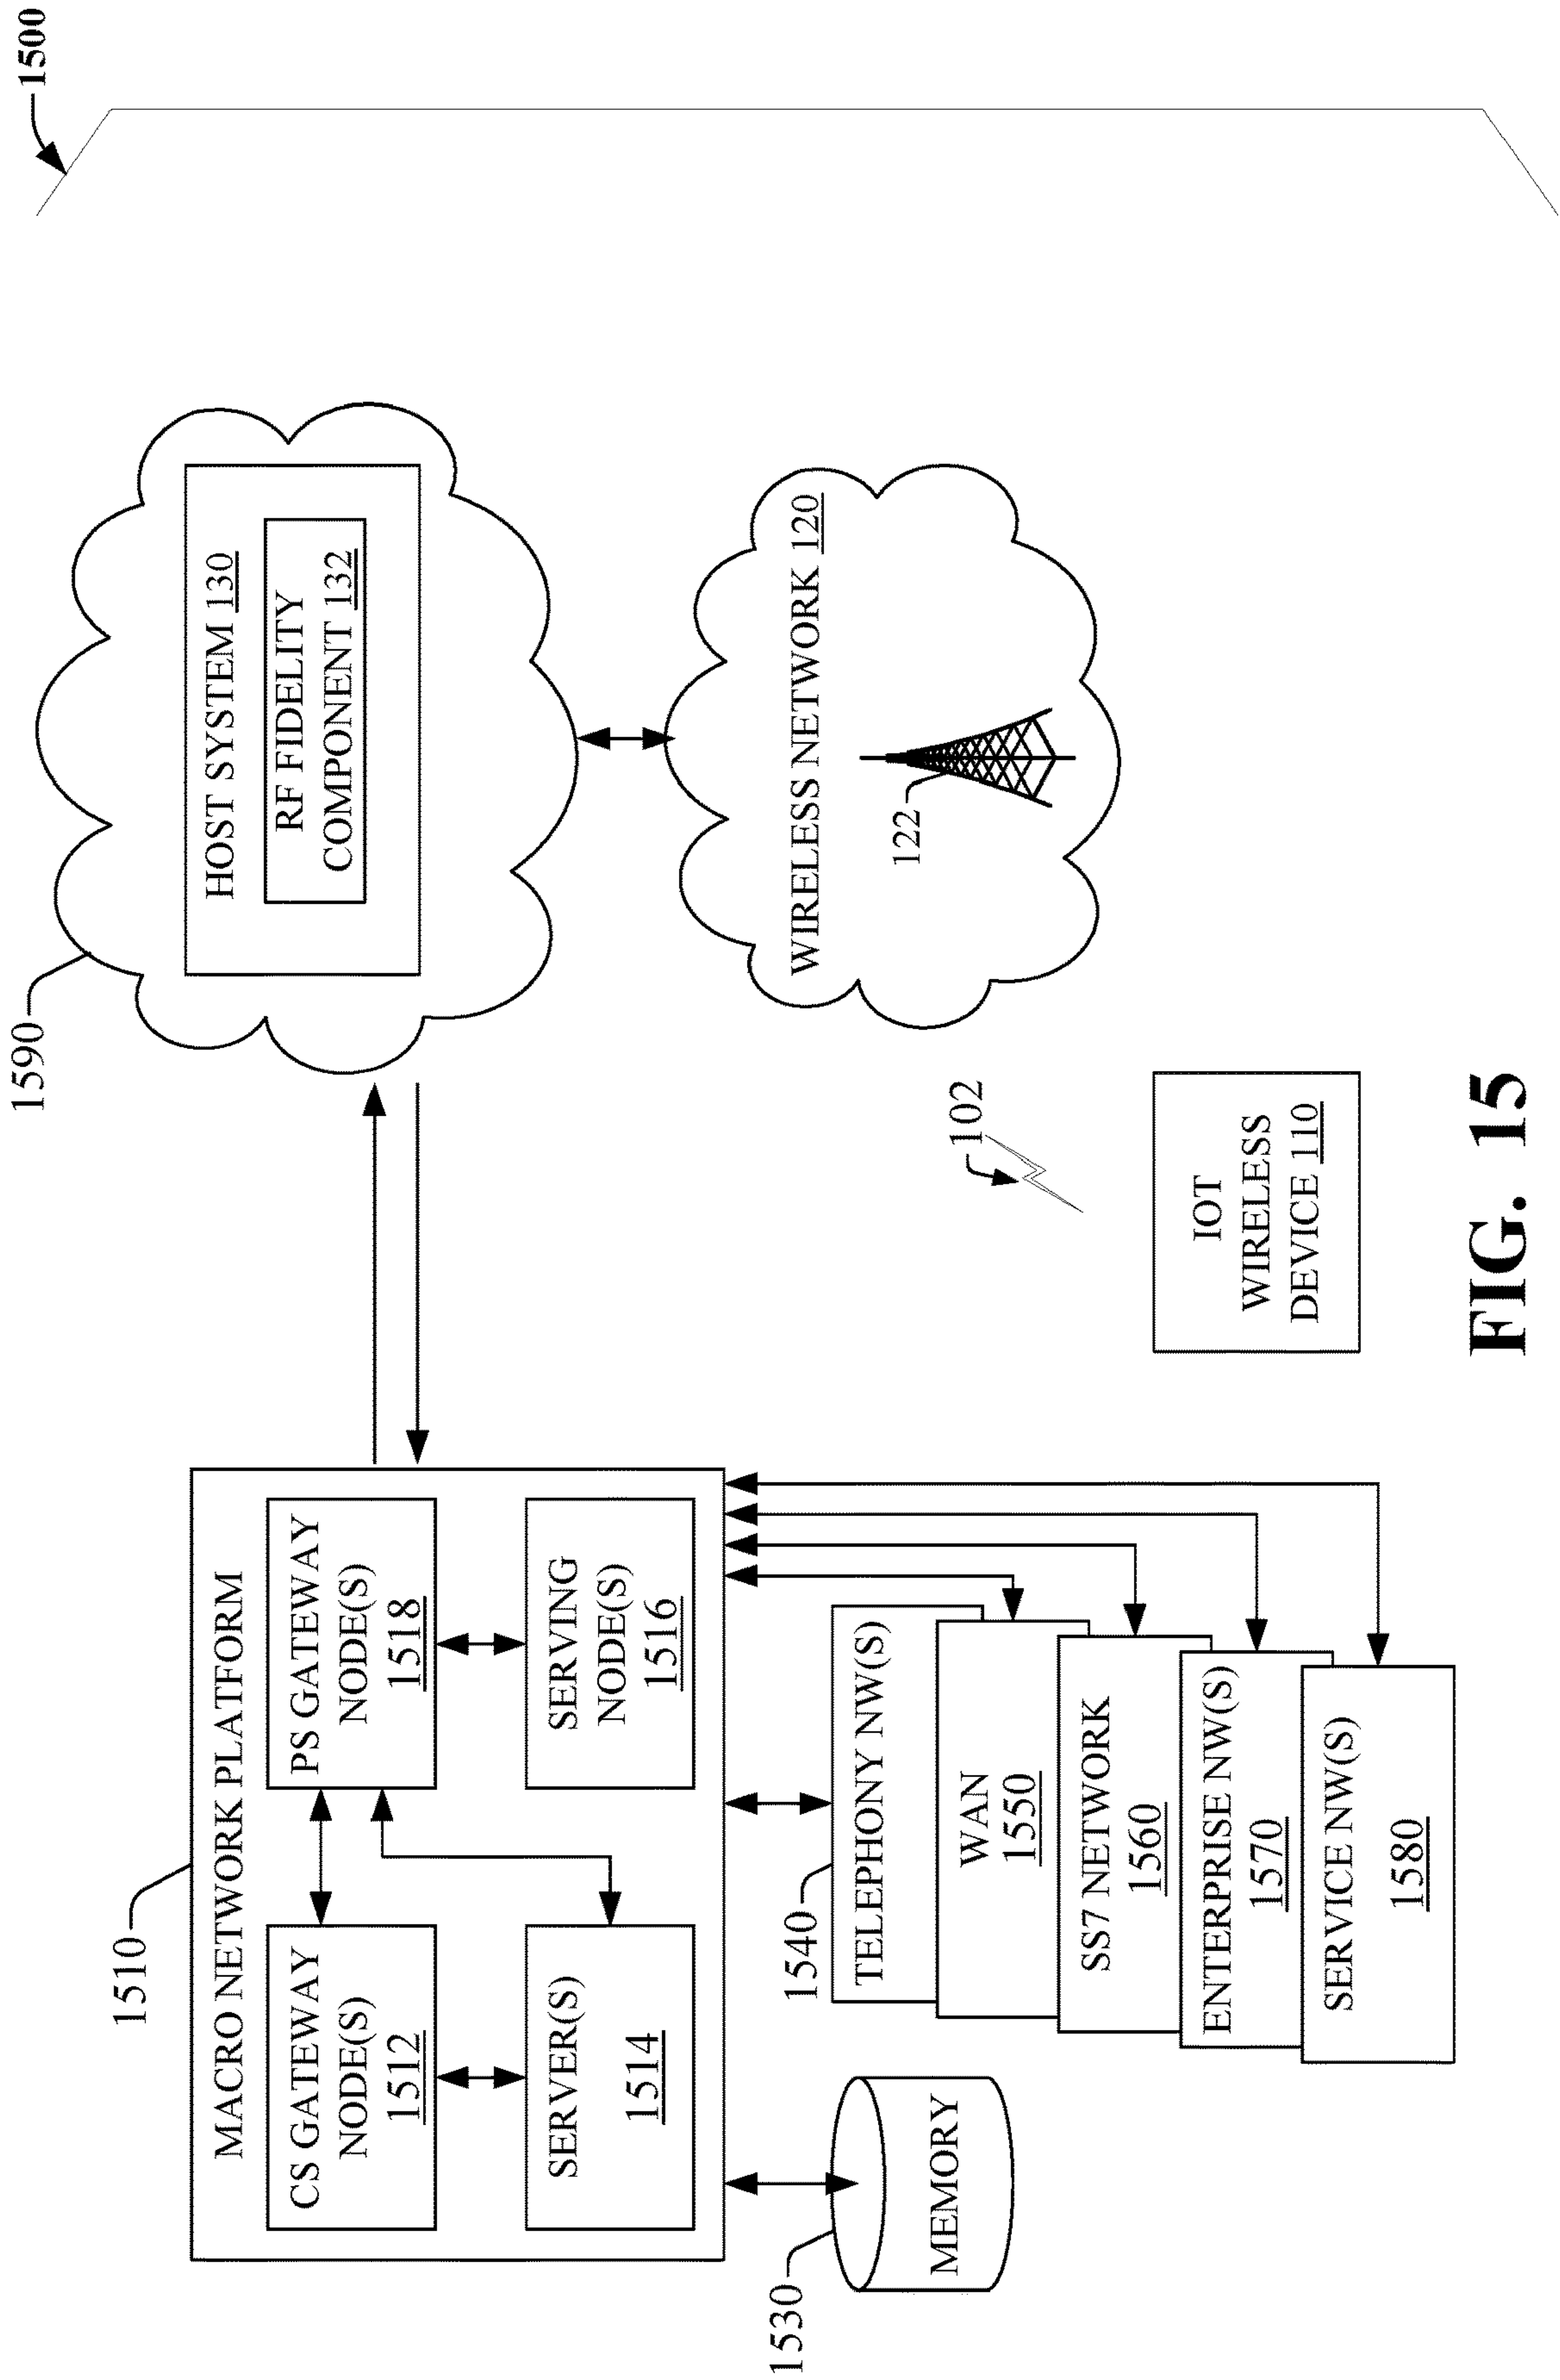 1500
1590
HOST SYSTEM 130
RF FIDELITY
COMPONENT 132
WIRELESS NETWORK 120
122
102
IOT
WIRELESS
DEVICE 110
1510
MACRO NETWORK PLATFORM
CS GATEWAY
NODE(S)
1512
PS GATEWAY
NODE(S)
1518
SERVER(S)
1514
SERVING
NODE(S)
1516
1530
MEMORY
1540
TELEPHONY NW(S)
WAN
1550
SS7 NETWORK
1560
ENTERPRISE NW(S)
1570
SERVICE NW(S)
1580
FIG. 15